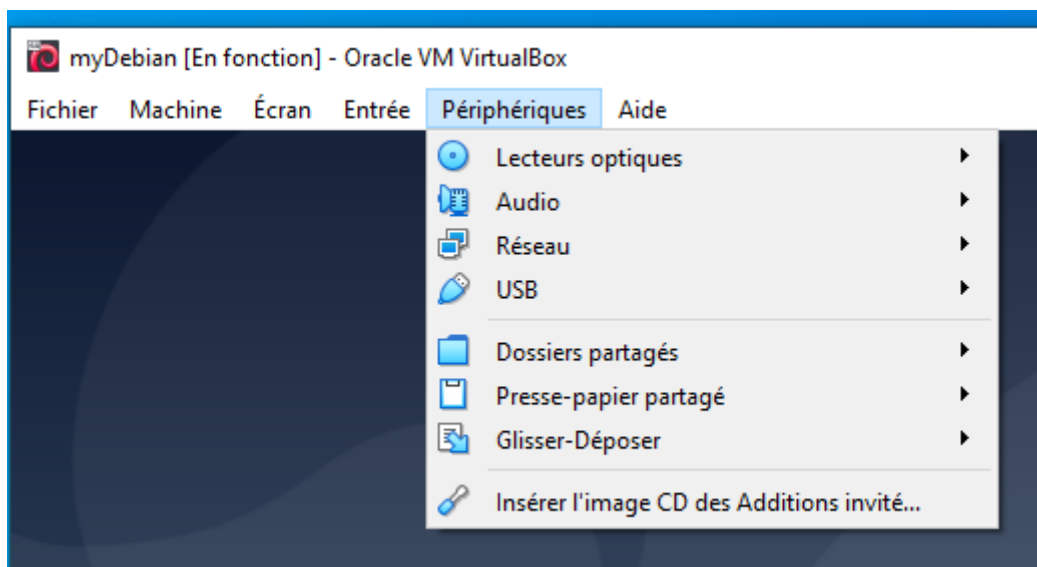 myDebian [En fonction] - Oracle VM VirtualBox
Fichier Machine Écran Entrée Périphériques Aide
Lecteurs optiques
Audio
Réseau
USB
Dossiers partagés
Presse-papier partagé
Glisser-Déposer
Insérer l'image CD des Additions invité...